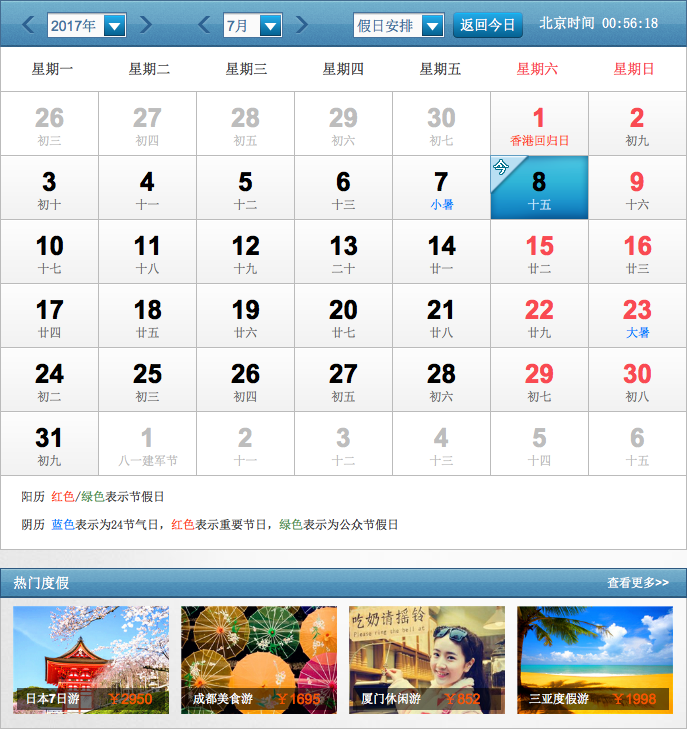 2017年 7月 假日安排 返回今日 北京时间 00:56:18
星期一 星期二 星期三 星期四 星期五 星期六 星期日
26 27 28 29 30 1 2
初三 初四 初五 初六 初七 香港回归日 初九
今
3 4 5 6 7 8 9
初十 十一 十二 十三 小暑 十五 十六
10 11 12 13 14 15 16
十七 十八 十九 二十 廿一 廿二 廿三
17 18 19 20 21 22 23
廿四 廿五 廿六 廿七 廿八 廿九 大暑
24 25 26 27 28 29 30
初二 初三 初四 初五 初六 初七 初八
31 1 2 3 4 5 6
初九 八一建军节 十一 十二 十三 十四 十五
阳历 红色/绿色表示节假日
阴历 蓝色表示为24节气日，红色表示重要节日，绿色表示为公众节假日
热门度假 查看更多>>
吃奶请摇铃
Please ring the bell at
日本7日游 ￥2950 成都美食游 ￥1695 厦门休闲游 ￥852 三亚度假游 ￥1998